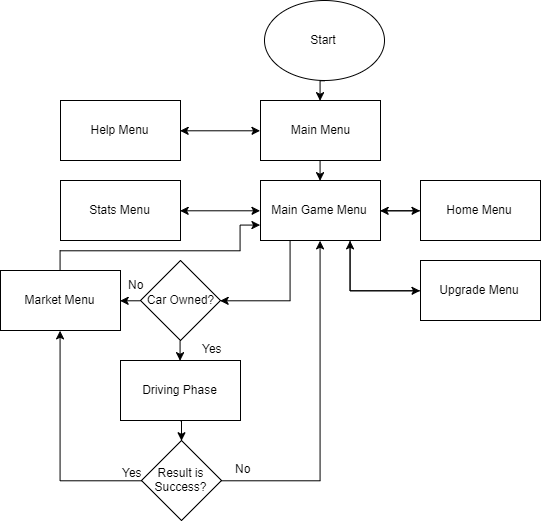 Start
Help Menu
Main Menu
Stats Menu
Main Game Menu
Home Menu
Market Menu
No
Car Owned?
Upgrade Menu
Yes
Driving Phase
Yes
Result is
Success?
No